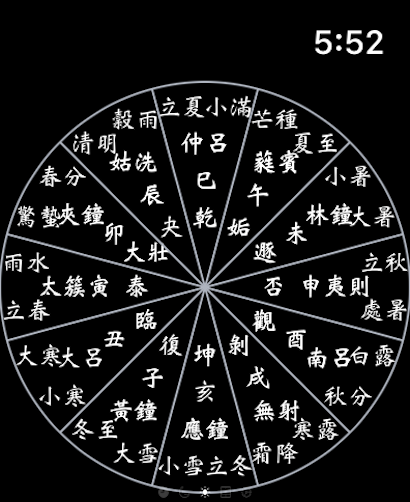 5:52
立夏小滿
仲呂
巳
乾
芒種
夏至
蕤賓
午
姤
小暑
大暑
林鐘
未
遯
立秋
處暑
申夷則
否
白露
秋分
南呂
酉
觀
寒露
霜降
無射
戌
剝
小雪立冬
應鐘
亥
坤
大雪
冬至
黃鐘
子
復
小寒
大寒
大呂
丑
臨
立春
雨水
太簇寅
泰
驚蟄
春分
夾鐘
卯
大壯
清明
穀雨
姑洗
辰
夬